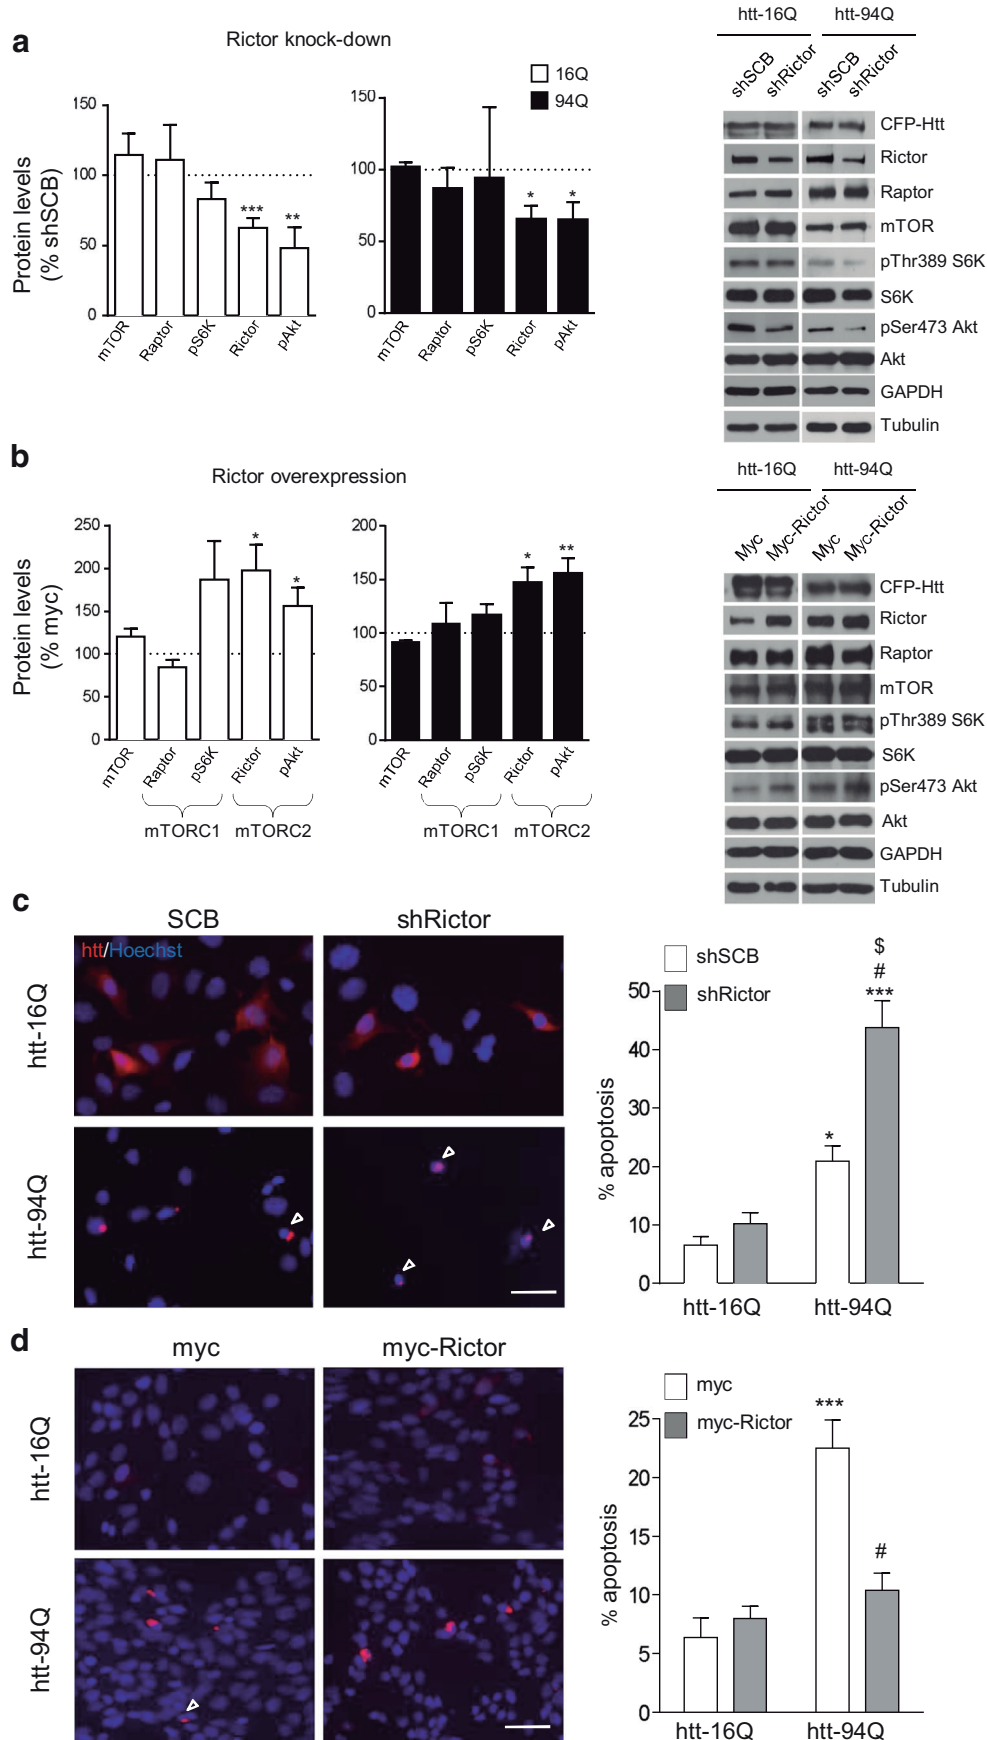 a
Rictor knock-down
16Q
94Q
Protein levels
(% shSCB)
150
100
50
0
mTOR
Raptor
pS6K
Rictor
pAkt
***
**
150
100
50
0
mTOR
Raptor
pS6K
Rictor
pAkt
*
*
htt-16Q
htt-94Q
shSCB
shRictor
shSCB
shRictor
CFP-Htt
Rictor
Raptor
mTOR
pThr389 S6K
S6K
pSer473 Akt
Akt
GAPDH
Tubulin
b
Rictor overexpression
Protein levels
(% myc)
250
200
150
100
50
0
*
*
mTOR
Raptor
pS6K
Rictor
pAkt
mTORC1
mTORC2
200
150
100
50
0
*
**
mTOR
Raptor
pS6K
Rictor
pAkt
mTORC1
mTORC2
htt-16Q
htt-94Q
Myc
Myc-Rictor
Myc
Myc-Rictor
CFP-Htt
Rictor
Raptor
mTOR
pThr389 S6K
S6K
pSer473 Akt
Akt
GAPDH
Tubulin
c
SCB
shRictor
htt/Hoechst
htt-16Q
htt-94Q
shSCB
shRictor
% apoptosis
50
40
30
20
10
0
*
$
#
***
htt-16Q
htt-94Q
d
myc
myc-Rictor
htt-16Q
htt-94Q
myc
myc-Rictor
% apoptosis
25
20
15
10
5
0
***
#
htt-16Q
htt-94Q